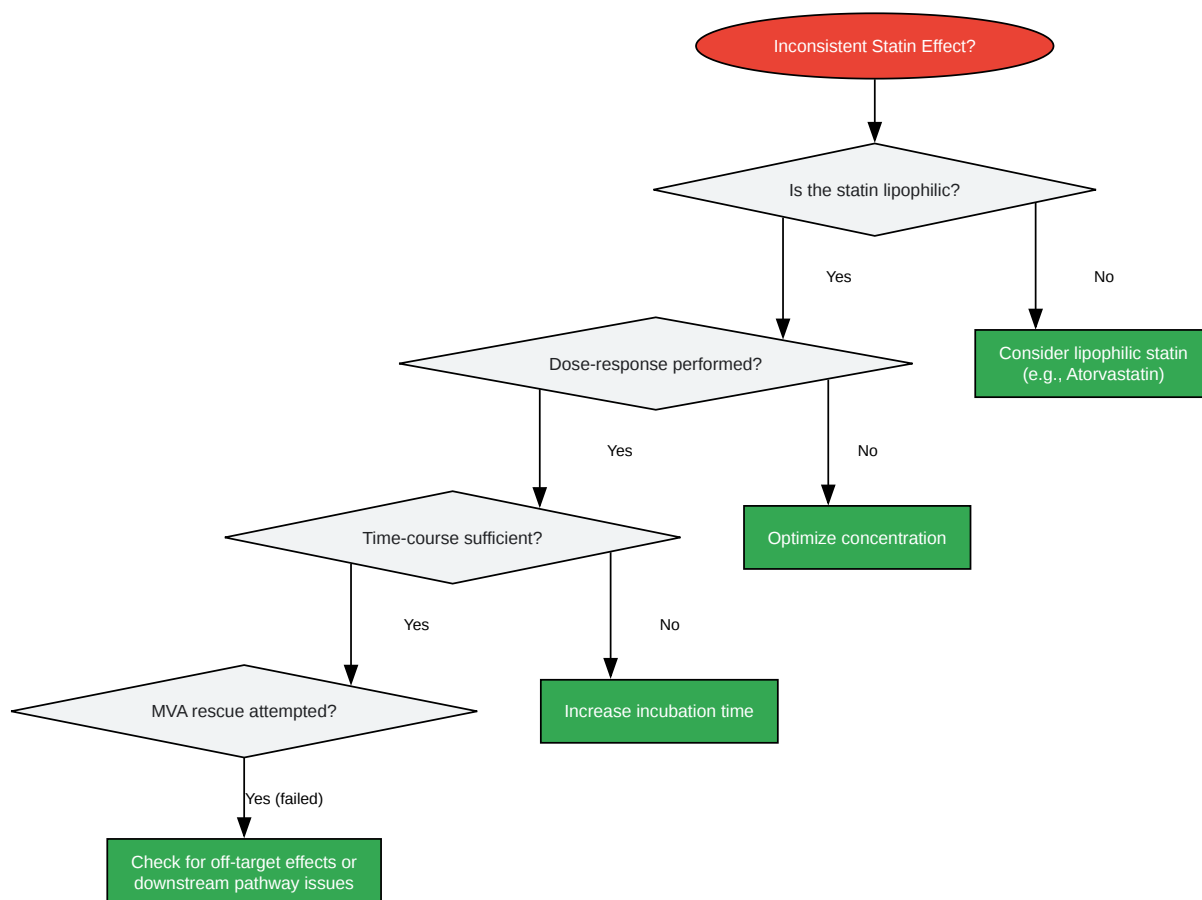 Inconsistent Statin Effect?
Is the statin lipophilic?
Yes
No
Consider lipophilic statin
(e.g., Atorvastatin)
Dose-response performed?
Yes
No
Optimize concentration
Time-course sufficient?
Yes
No
Increase incubation time
MVA rescue attempted?
Yes (failed)
Check for off-target effects or
downstream pathway issues